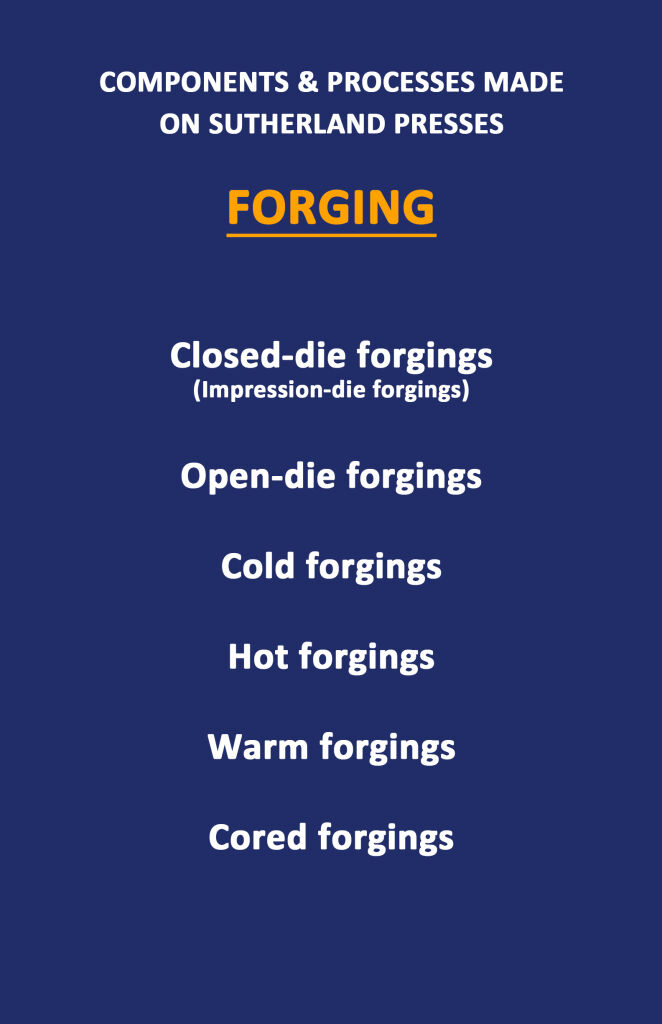 COMPONENTS & PROCESSES MADE
ON SUTHERLAND PRESSES
FORGING
Closed-die forgings
(Impression-die forgings)
Open-die forgings
Cold forgings
Hot forgings
Warm forgings
Cored forgings